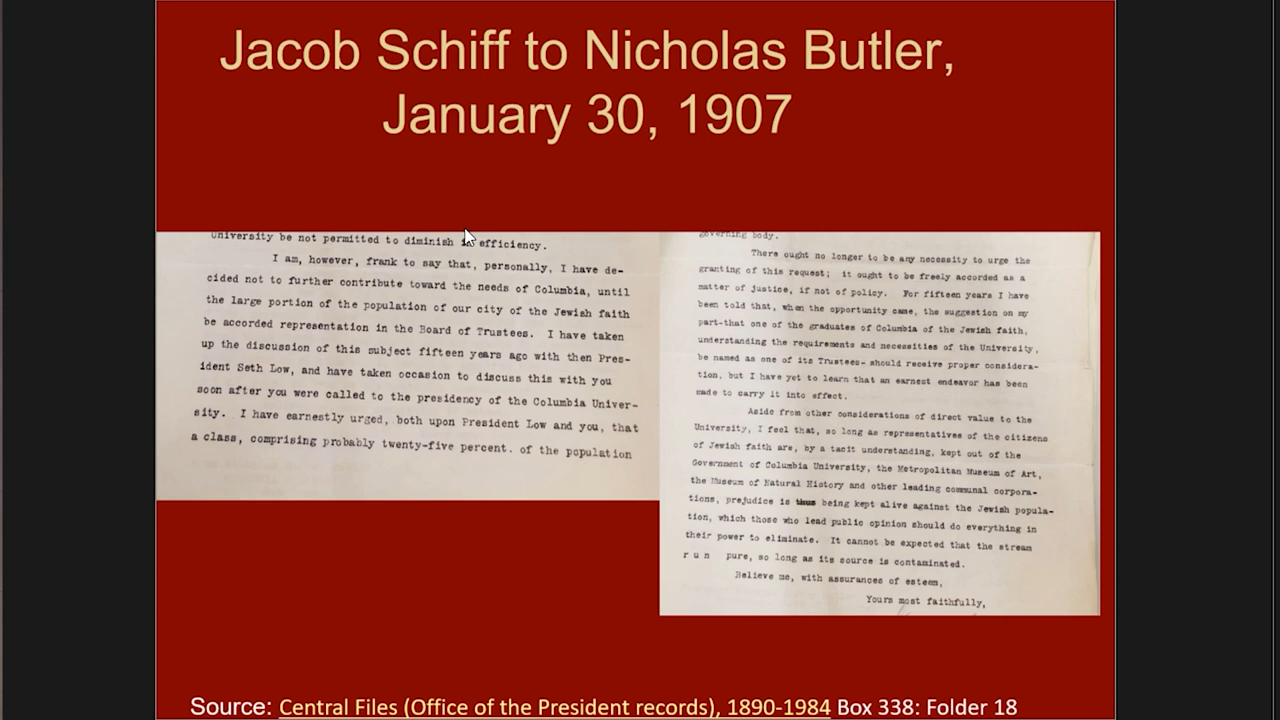 Jacob Schiff to Nicholas Butler,
January 30, 1907
University be not permitted to diminish in efficiency.
I am, however, frank to say that, personally, I have de-
cided not to further contribute toward the needs of Columbia, until
the large portion of the population of our city of the Jewish faith
be accorded representation in the Board of Trustees. I have taken
up the discussion of this subject fifteen years ago with then Pres-
ident Seth Low, and have taken occasion to discuss this with you
soon after you were called to the presidency of the Columbia Univer-
sity. I have earnestly urged, both upon President Low and you, that
a class, comprising probably twenty-five percent. of the population
governing body.
There ought no longer to be any necessity to urge the
granting of this request; it ought to be freely accorded as a
matter of justice, if not of policy. For fifteen years I have
been told that, when the opportunity came, the suggestion on my
part-that one of the graduates of Columbia of the Jewish faith,
understanding the requirements and necessities of the University,
be named as one of its Trustees- should receive proper considera-
tion, but I have yet to learn that an earnest endeavor has been
made to carry it into effect.
Aside from other considerations of direct value to the
University, I feel that, so long as representatives of the citizens
of Jewish faith are, by a tacit understanding, kept out of the
Government of Columbia University, the Metropolitan Museum of Art,
the Museum of Natural History and other leading communal corpora-
tions, prejudice is thus being kept alive against the Jewish popula-
tion, which those who lead public opinion should do everything in
their power to eliminate. It cannot be expected that the stream
r u n pure, so long as its source is contaminated.
Believe me, with assurances of esteem,
Yours most faithfully,
Source: Central Files (Office of the President records), 1890-1984 Box 338: Folder 18